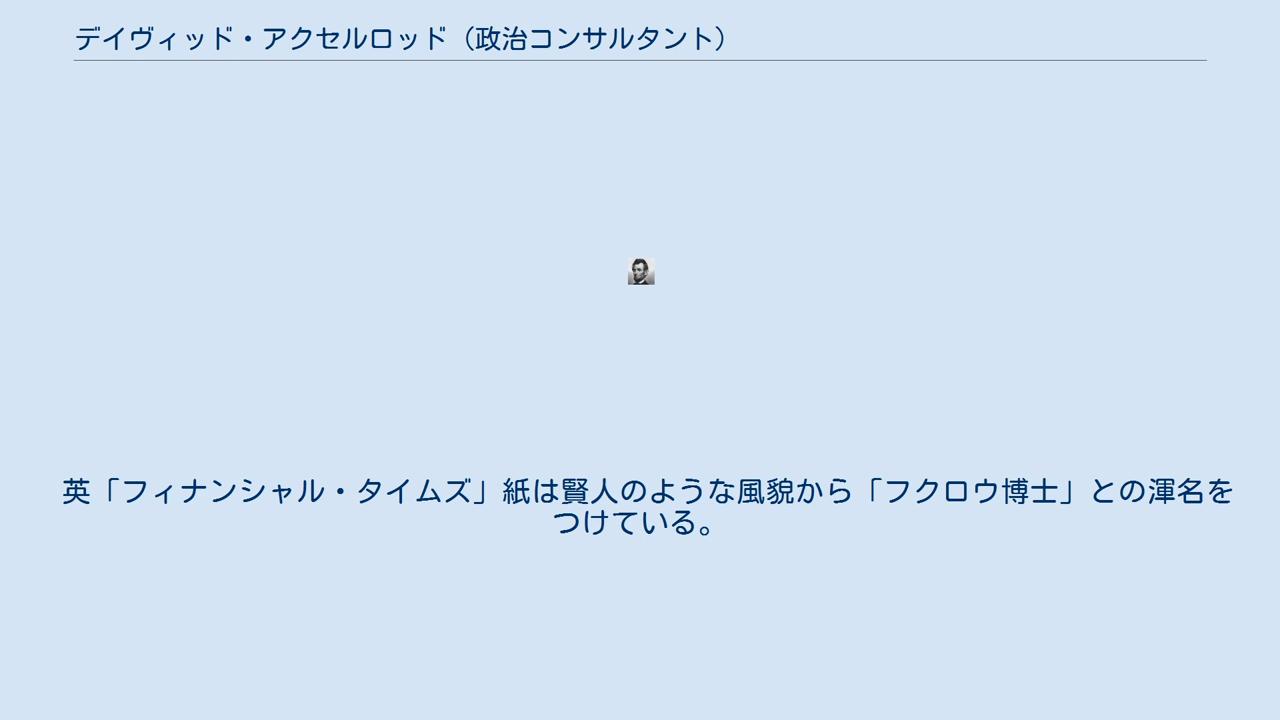 デイヴィッド・アクセルロッド（政治コンサルタント）
英「フィナンシャル・タイムズ」紙は賢人のような風貌から「フクロウ博士」との渾名を
つけている。